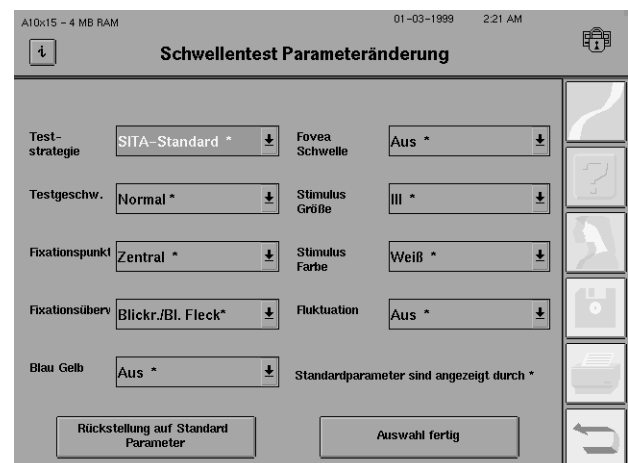 A10x15 - 4 MB RAM
01-03-1999 2:21 AM
i
Schwellentest Parameteränderung
Test-
strategie
SITA-Standard *
Fovea
Schwelle
Aus *
Testgeschw.
Normal *
Stimulus
Größe
III *
Fixationspunkt
Zentral *
Stimulus
Farbe
Weiß *
Fixationsüberv
Blickr./Bl. Fleck*
Fluktuation
Aus *
Blau Gelb
Aus *
Standardparameter sind angezeigt durch *
Rückstellung auf Standard
Parameter
Auswahl fertig